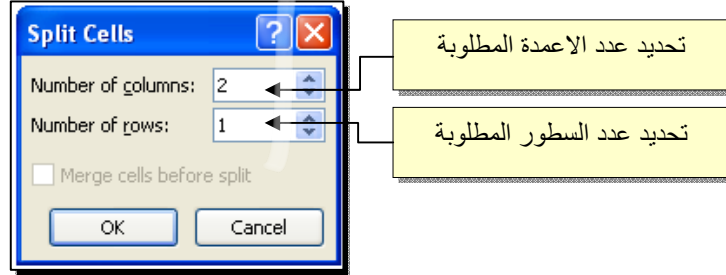 Split Cells
تحديد عدد الاعمدة المطلوبة
Number of columns: 2
Number of rows: 1
تحديد عدد السطور المطلوبة
Merge cells before split
OK Cancel